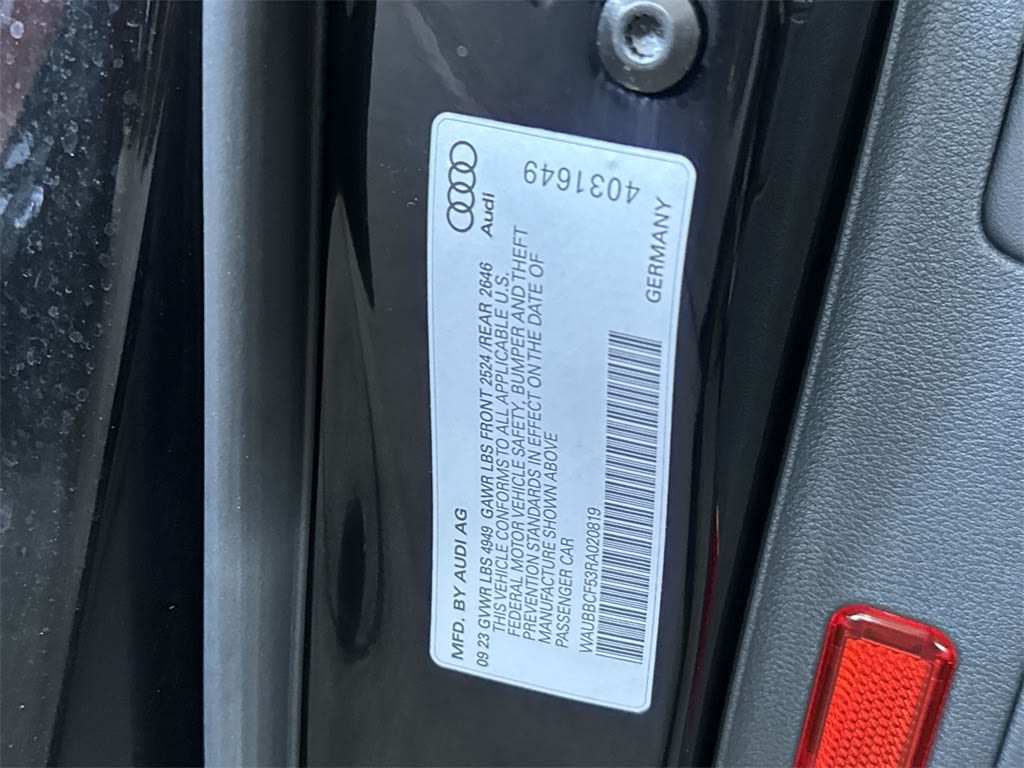 MFD. BY AUDI AG
Audi
09 23 GVWR LBS 4949 GAWR LBS FRONT 2524 /REAR 2646
THIS VEHICLE CONFORMS TO ALL APPLICABLE U.S.
FEDERAL MOTOR VEHICLE SAFETY, BUMPER AND THEFT
PREVENTION STANDARDS IN EFFECT ON THE DATE OF
MANUFACTURE SHOWN ABOVE
4031649
PASSENGER CAR
WAUBBCF53RA020819
GERMANY